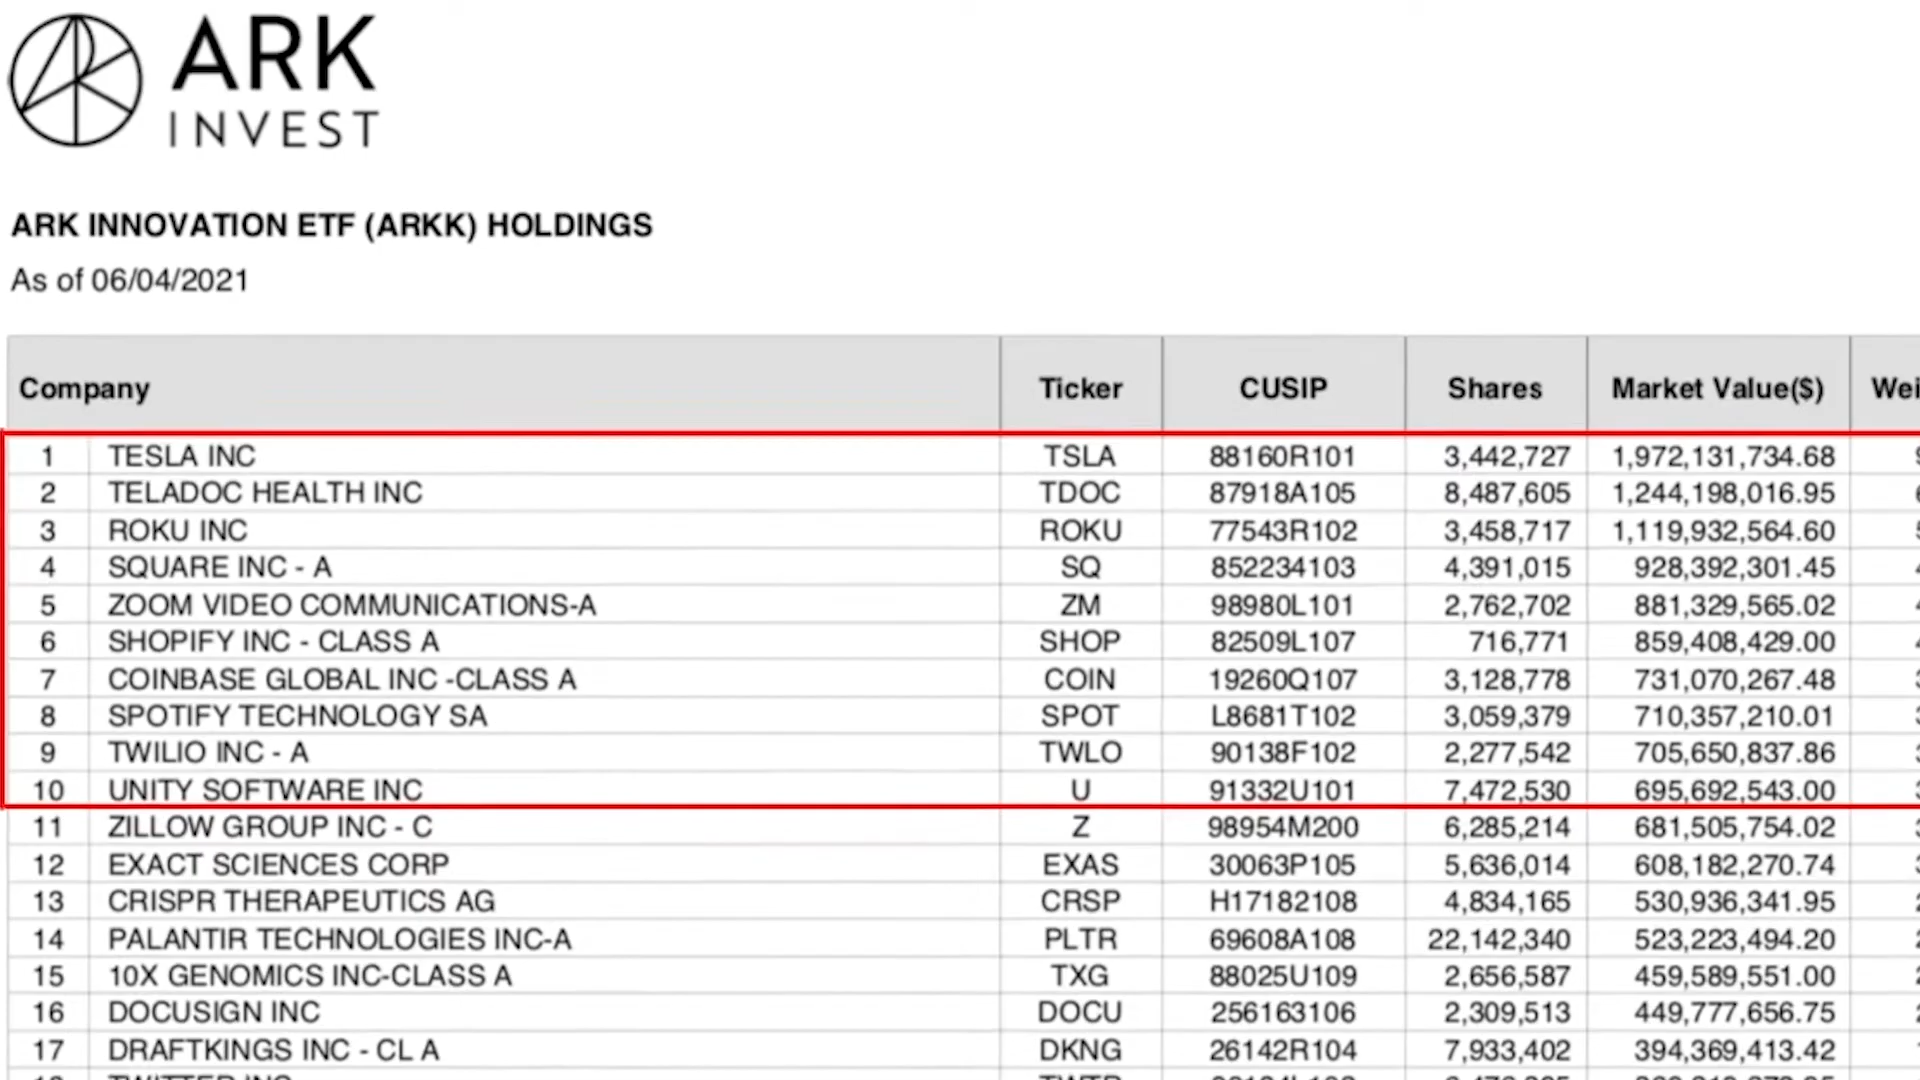 ARK
INVEST
ARK INNOVATION ETF (ARKK) HOLDINGS
As of 06/04/2021
Company Ticker CUSIP Shares Market Value($)
1 TESLA INC TSLA 88160R101 3,442,727 1,972,131,734.68
2 TELADOC HEALTH INC TDOC 87918A105 8,487,605 1,244,198,016.95
3 ROKU INC ROKU 77543R102 3,458,717 1,119,932,564.60
4 SQUARE INC - A SQ 852234103 4,391,015 928,392,301.45
5 ZOOM VIDEO COMMUNICATIONS-A ZM 98980L101 2,762,702 881,329,565.02
6 SHOPIFY INC - CLASS A SHOP 82509L107 716,771 859,408,429.00
7 COINBASE GLOBAL INC -CLASS A COIN 19260Q107 3,128,778 731,070,267.48
8 SPOTIFY TECHNOLOGY SA SPOT L8681T102 3,059,379 710,357,210.01
9 TWILIO INC - A TWLO 90138F102 2,277,542 705,650,837.86
10 UNITY SOFTWARE INC U 91332U101 7,472,530 695,692,543.00
11 ZILLOW GROUP INC - C Z 98954M200 6,285,214 681,505,754.02
12 EXACT SCIENCES CORP EXAS 30063P105 5,636,014 608,182,270.74
13 CRISPR THERAPEUTICS AG CRSP H17182108 4,834,165 530,936,341.95
14 PALANTIR TECHNOLOGIES INC-A PLTR 69608A108 22,142,340 523,223,494.20
15 10X GENOMICS INC-CLASS A TXG 88025U109 2,656,587 459,589,551.00
16 DOCUSIGN INC DOCU 256163106 2,309,513 449,777,656.75
17 DRAFTKINGS INC - CL A DKNG 26142R104 7,933,402 394,369,413.42